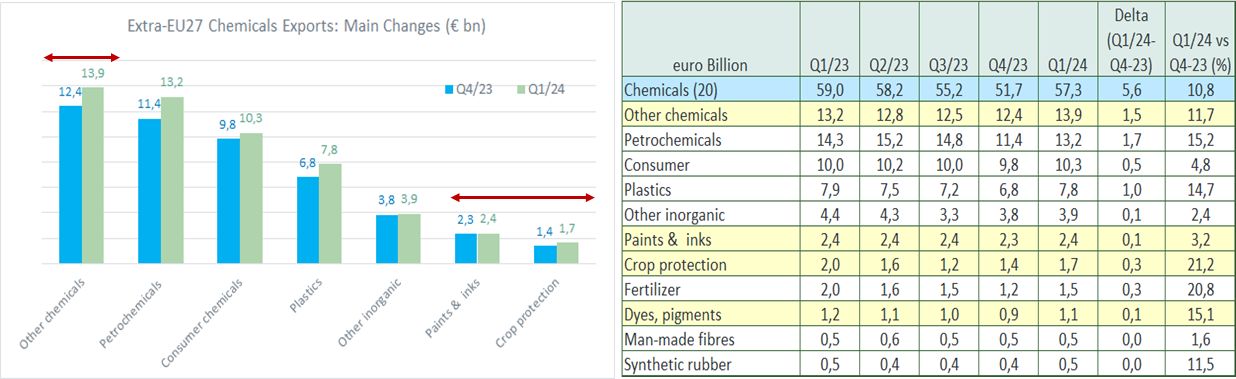 Extra-EU27 Chemicals Exports: Main Changes (€ bn)
Q4/23 Q1/24
12,4 13,9
11,4 13,2
9,8 10,3
6,8 7,8
3,8 3,9
2,3 2,4
1,4 1,7
Other chemicals
Petrochemicals
Consumer chemicals
Plastics
Other inorganic
Paints & inks
Crop protection
euro Billion Q1/23 Q2/23 Q3/23 Q4/23 Q1/24 Delta (Q1/24-Q4-23) Q1/24 vs Q4-23 (%)
Chemicals (20) 59,0 58,2 55,2 51,7 57,3 5,6 10,8
Other chemicals 13,2 12,8 12,5 12,4 13,9 1,5 11,7
Petrochemicals 14,3 15,2 14,8 11,4 13,2 1,7 15,2
Consumer 10,0 10,2 10,0 9,8 10,3 0,5 4,8
Plastics 7,9 7,5 7,2 6,8 7,8 1,0 14,7
Other inorganic 4,4 4,3 3,3 3,8 3,9 0,1 2,4
Paints & inks 2,4 2,4 2,4 2,3 2,4 0,1 3,2
Crop protection 2,0 1,6 1,2 1,4 1,7 0,3 21,2
Fertilizer 2,0 1,6 1,5 1,2 1,5 0,3 20,8
Dyes, pigments 1,2 1,1 1,0 0,9 1,1 0,1 15,1
Man-made fibres 0,5 0,6 0,5 0,5 0,5 0,0 1,6
Synthetic rubber 0,5 0,4 0,4 0,4 0,5 0,0 11,5